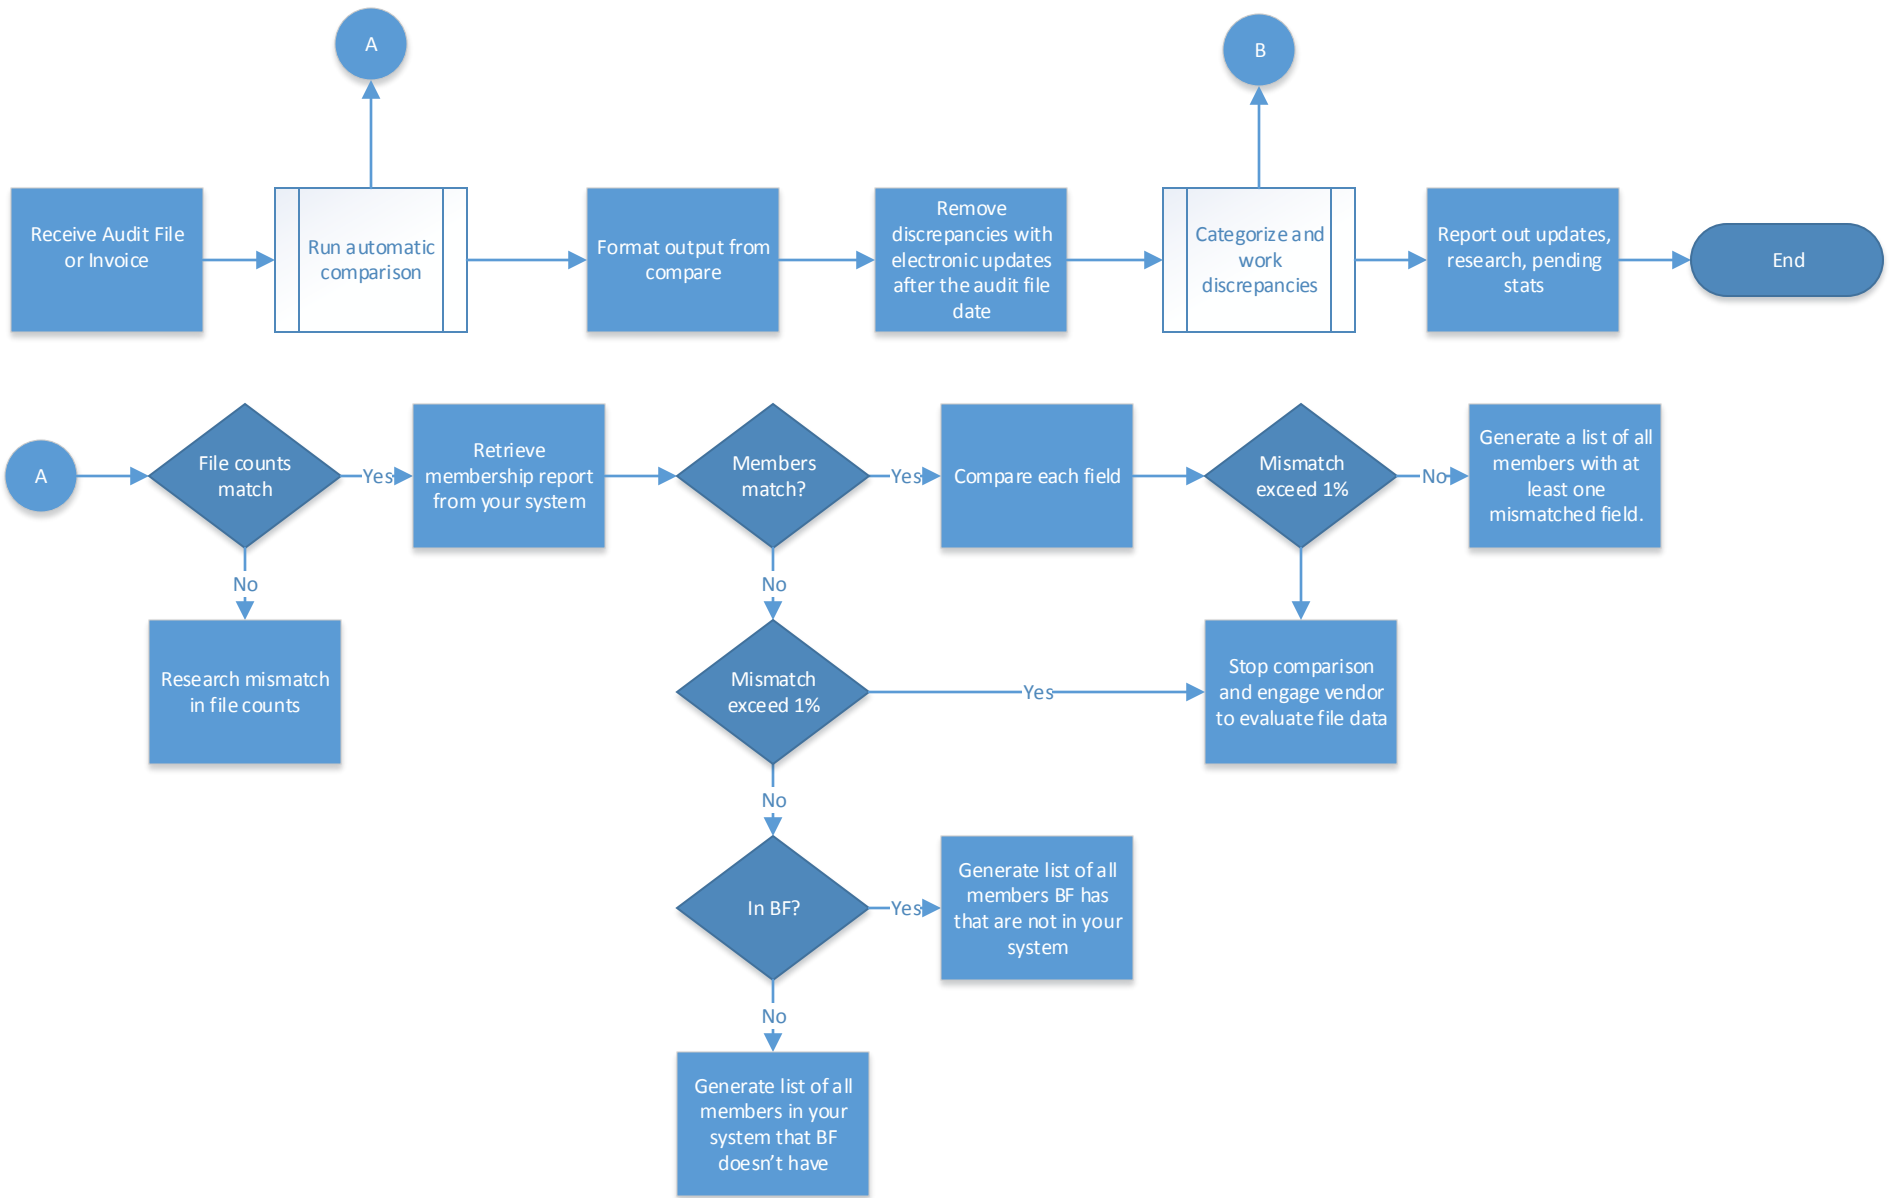 A
B
Receive Audit File
or Invoice
Run automatic
comparison
Format output from
compare
Remove
discrepancies with
electronic updates
after the audit file
date
Categorize and
work
discrepancies
Report out updates,
research, pending
stats
End
A
File counts
match
Yes
Retrieve
membership report
from your system
Members
match?
Yes
Compare each field
Mismatch
exceed 1%
No
Generate a list of all
members with at
least one
mismatched field.
No
No
Research mismatch
in file counts
Mismatch
exceed 1%
Yes
Stop comparison
and engage vendor
to evaluate file data
No
In BF?
Yes
Generate list of all
members BF has
that are not in your
system
No
Generate list of all
members in your
system that BF
doesn't have